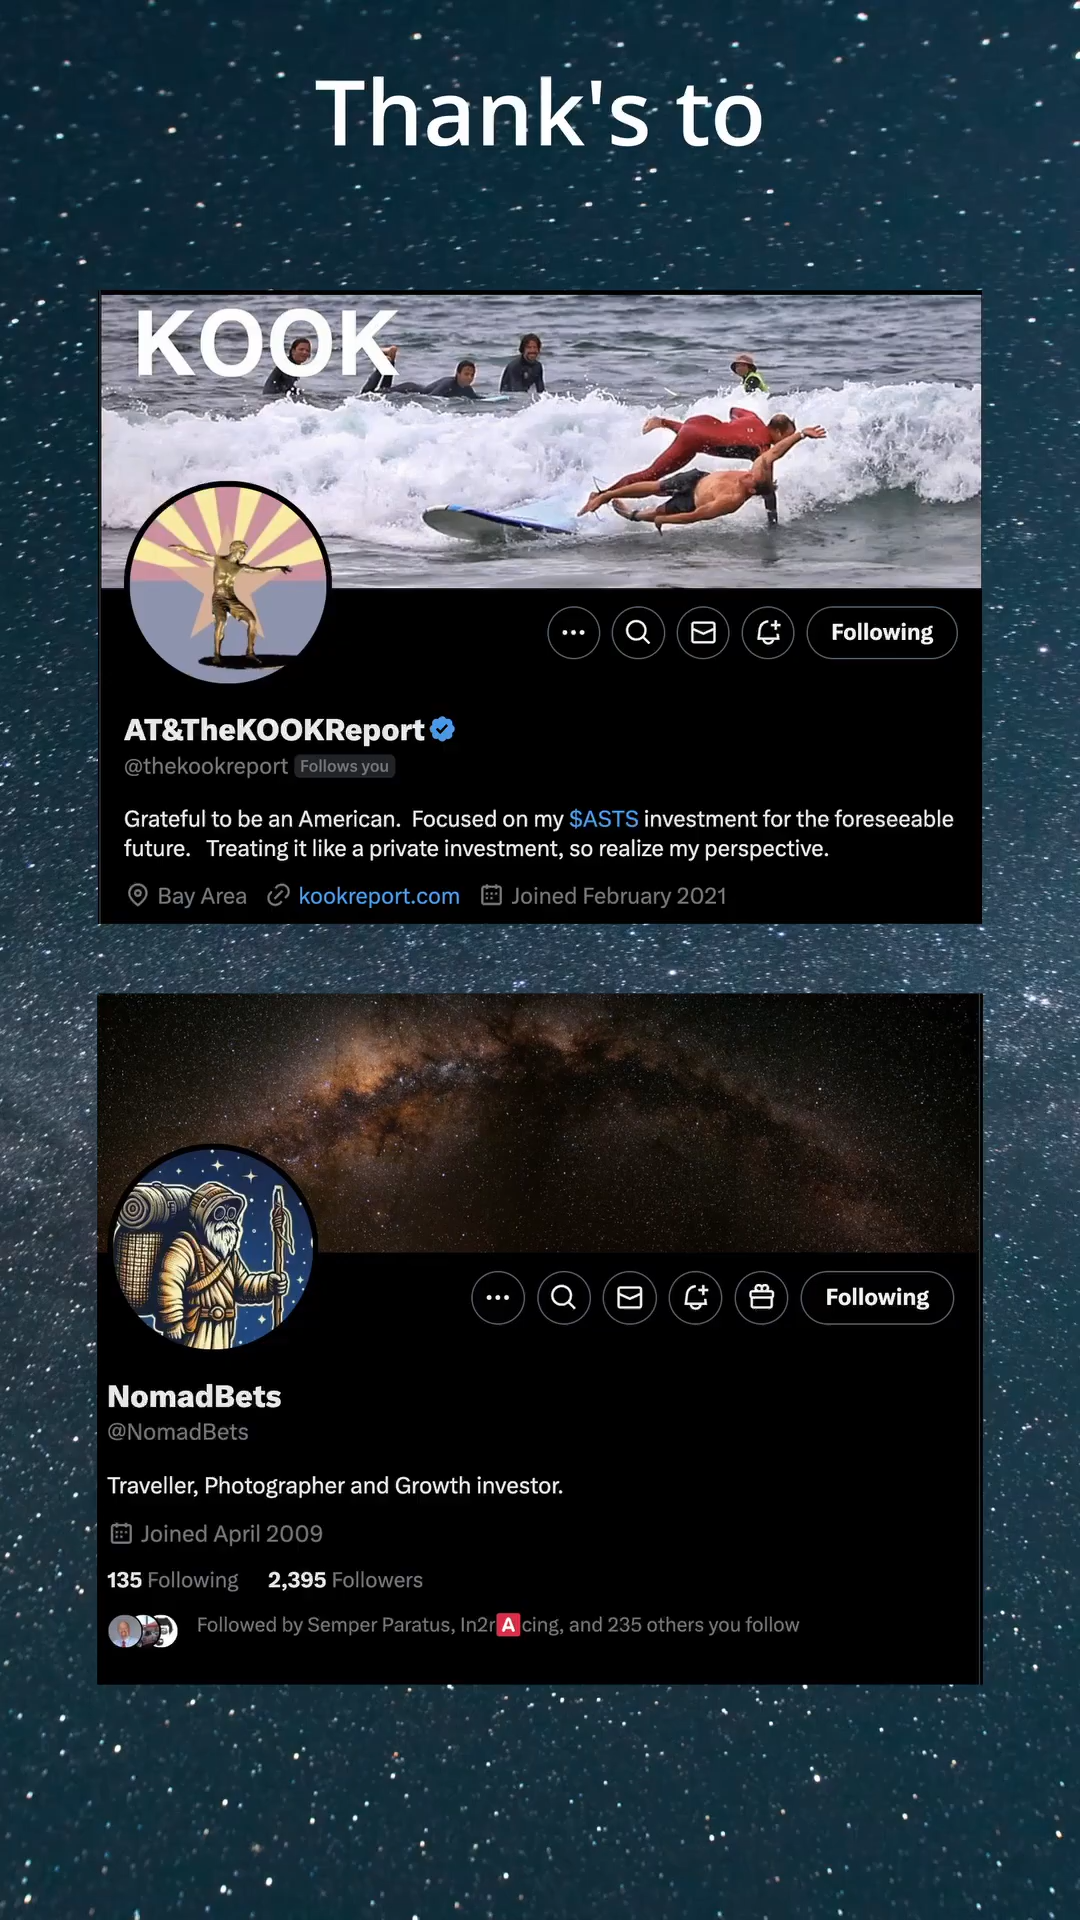 Thank's to
KOOK
Following
AT&TheKOOKReport
@thekookreport Follows you
Grateful to be an American. Focused on my $ASTS investment for the foreseeable
future. Treating it like a private investment, so realize my perspective.
Bay Area kookreport.com Joined February 2021
Following
NomadBets
@NomadBets
Traveller, Photographer and Growth investor.
Joined April 2009
135 Following 2,395 Followers
Followed by Semper Paratus, In2r🅰cing, and 235 others you follow